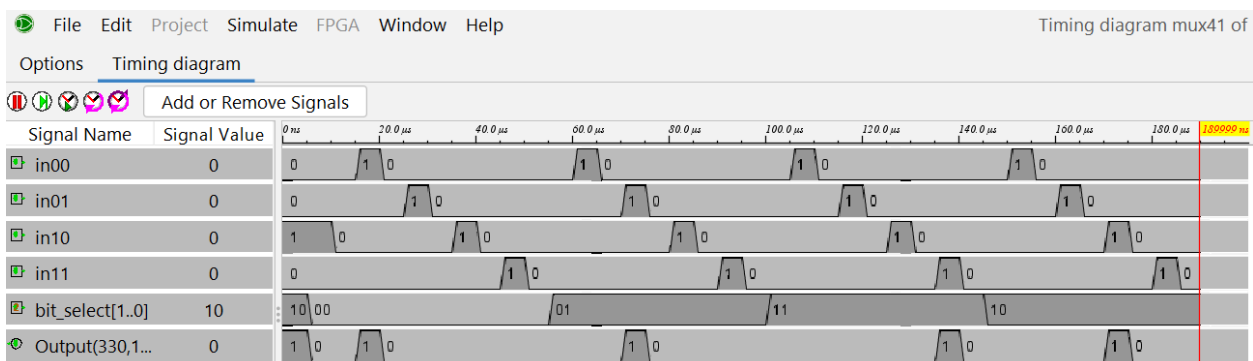 File Edit Project Simulate FPGA Window Help Timing diagram mux41 of
Options Timing diagram
Add or Remove Signals
Signal Name Signal Value 0 ns 20.0 µs 40.0 µs 60.0 µs 80.0 µs 100.0 µs 120.0 µs 140.0 µs 160.0 µs 180.0 µs 189999 ns
in00 0 0 1 0 1 0 1 0 1 0
in01 0 0 1 0 1 0 1 0 1 0
in10 0 1 0 1 0 1 0 1 0 1 0
in11 0 0 1 0 1 0 1 0 1 0
bit_select[1..0] 10 10 00 01 11 10
Output(330,1... 0 1 0 1 0 1 0 1 0 1 0